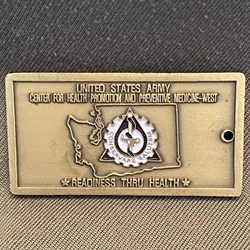 UNITED STATES ARMY
CENTER FOR HEALTH PROMOTION AND PREVENTIVE MEDICINE-WEST
★READINESS THRU HEALTH★